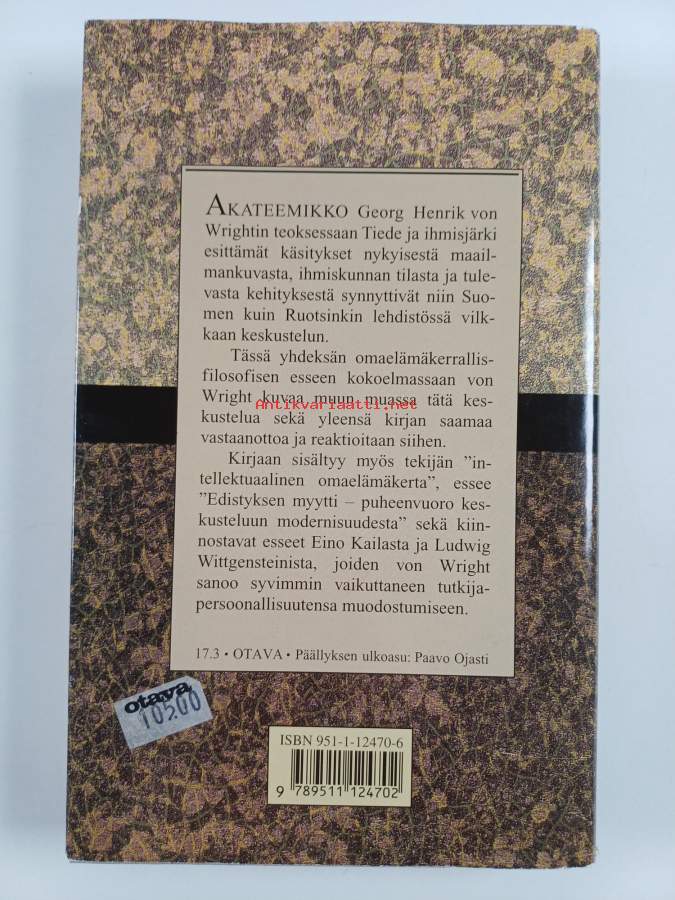 AKATEEMIKKO Georg Henrik von
Wrightin teoksessaan Tiede ja ihmisjärki
esittämät käsitykset nykyisestä maail-
mankuvasta, ihmiskunnan tilasta ja tule-
vasta kehityksestä synnyttivät niin Suo-
men kuin Ruotsinkin lehdistössä vilk-
kaan keskustelun.
Tässä yhdeksän omaelämäkerrallis-
filosofisen esseen kokoelmassaan von
Wright kuvaa muun muassa tätä kes-
Antikvariaatti.net
kustelua sekä yleensä kirjan saamaa
vastaanottoa ja reaktioitaan siihen.
Kirjaan sisältyy myös tekijän ”in-
tellektuaalinen omaelämäkerta”, essee
”Edistyksen myytti – puheenvuoro kes-
kusteluun modernisuudesta” sekä kiin-
nostavat esseet Eino Kailasta ja Ludwig
Wittgensteinista, joiden von Wright
sanoo syvimmin vaikuttaneen tutkija-
persoonallisuutensa muodostumiseen.
17.3 • OTAVA • Päällyksen ulkoasu: Paavo Ojasti
otava
10500
ISBN 951-1-12470-6
9 789511 124702